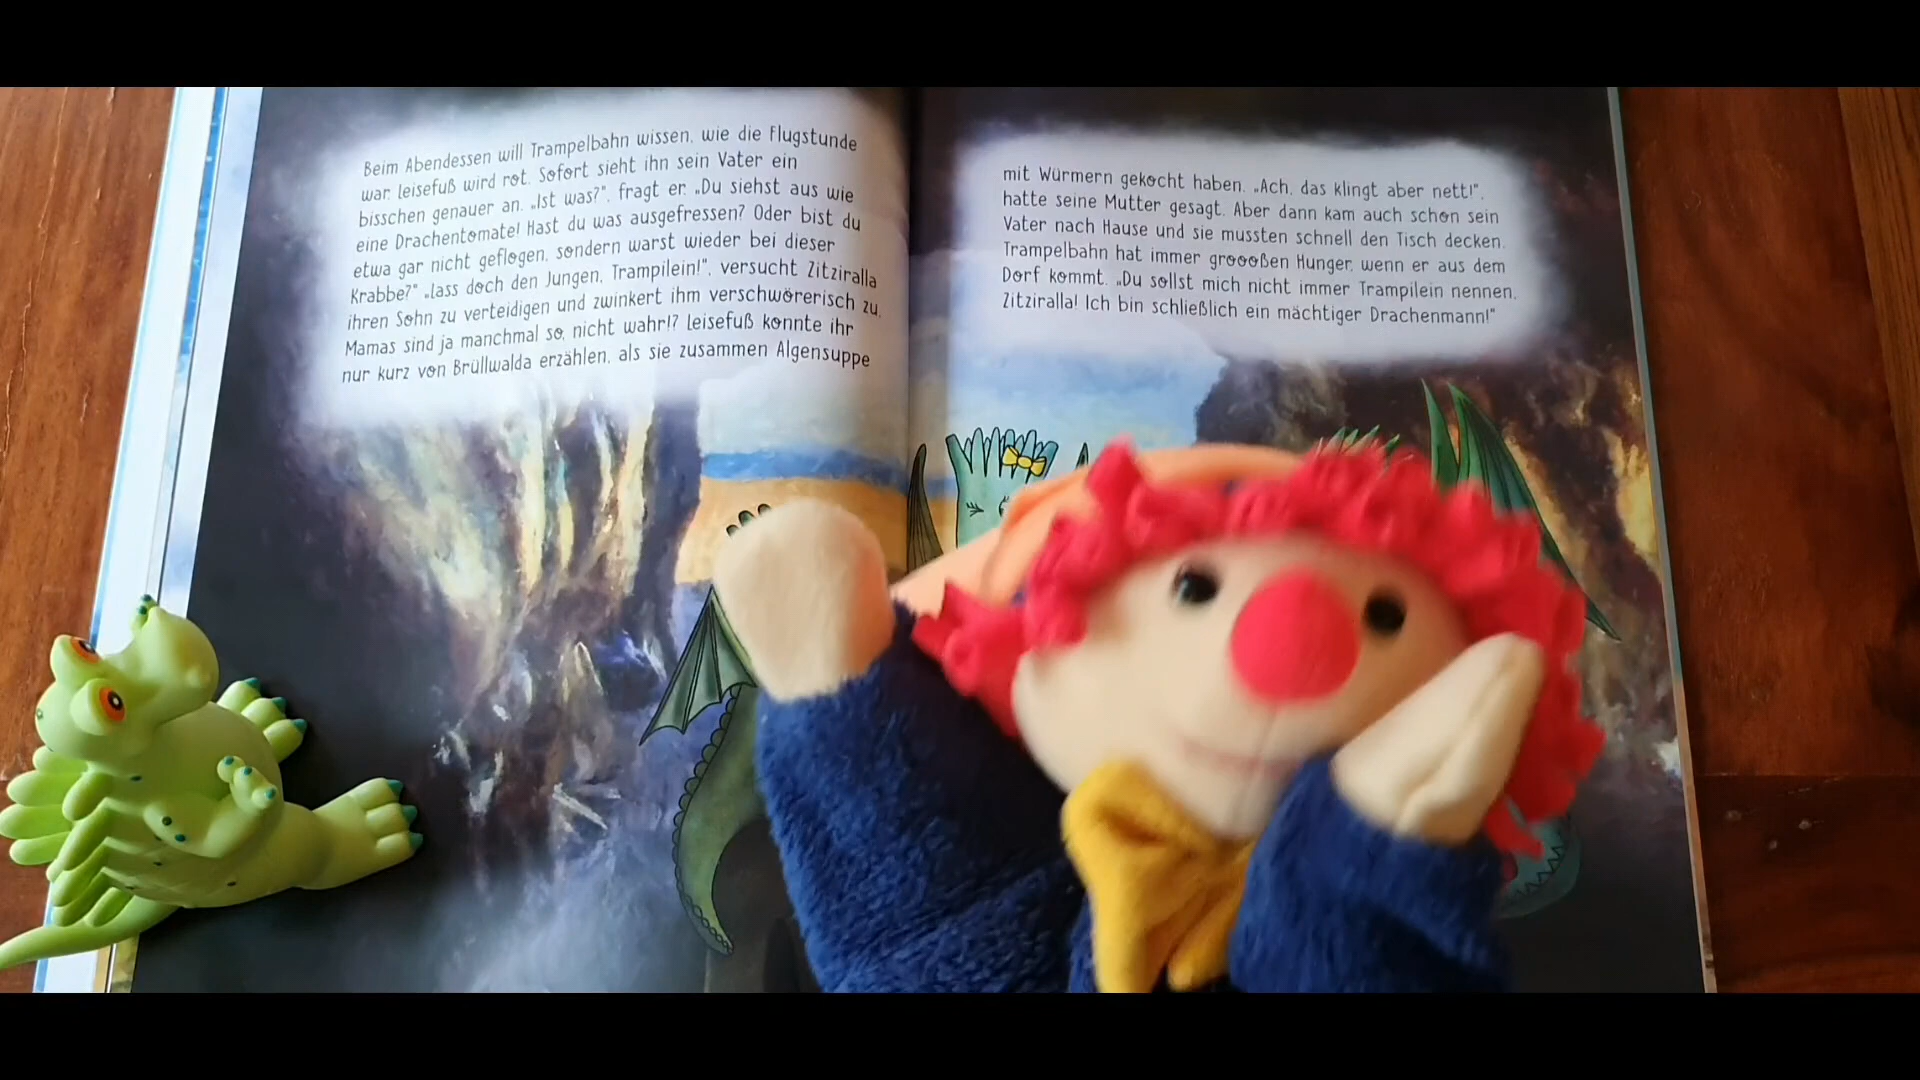 Beim Abendessen will Trampelbahn wissen, wie die Flugstunde
war. Leisefuß wird rot. Sofort sieht ihn sein Vater ein
bisschen genauer an. „Ist was?", fragt er. „Du siehst aus wie
eine Drachentomate! Hast du was ausgefressen? Oder bist du
etwa gar nicht geflogen, sondern warst wieder bei dieser
Krabbe?" „Lass doch den Jungen, Trampilein!", versucht Zitziralla
ihren Sohn zu verteidigen und zwinkert ihm verschwörerisch zu.
Mamas sind ja manchmal so, nicht wahr!? Leisefuß konnte ihr
nur kurz von Brüllwalda erzählen, als sie zusammen Algensuppe
mit Würmern gekocht haben. „Ach, das klingt aber nett!",
hatte seine Mutter gesagt. Aber dann kam auch schon sein
Vater nach Hause und sie mussten schnell den Tisch decken.
Trampelbahn hat immer groooßen Hunger, wenn er aus dem
Dorf kommt. „Du sollst mich nicht immer Trampilein nennen,
Zitziralla! Ich bin schließlich ein mächtiger Drachenmann!"